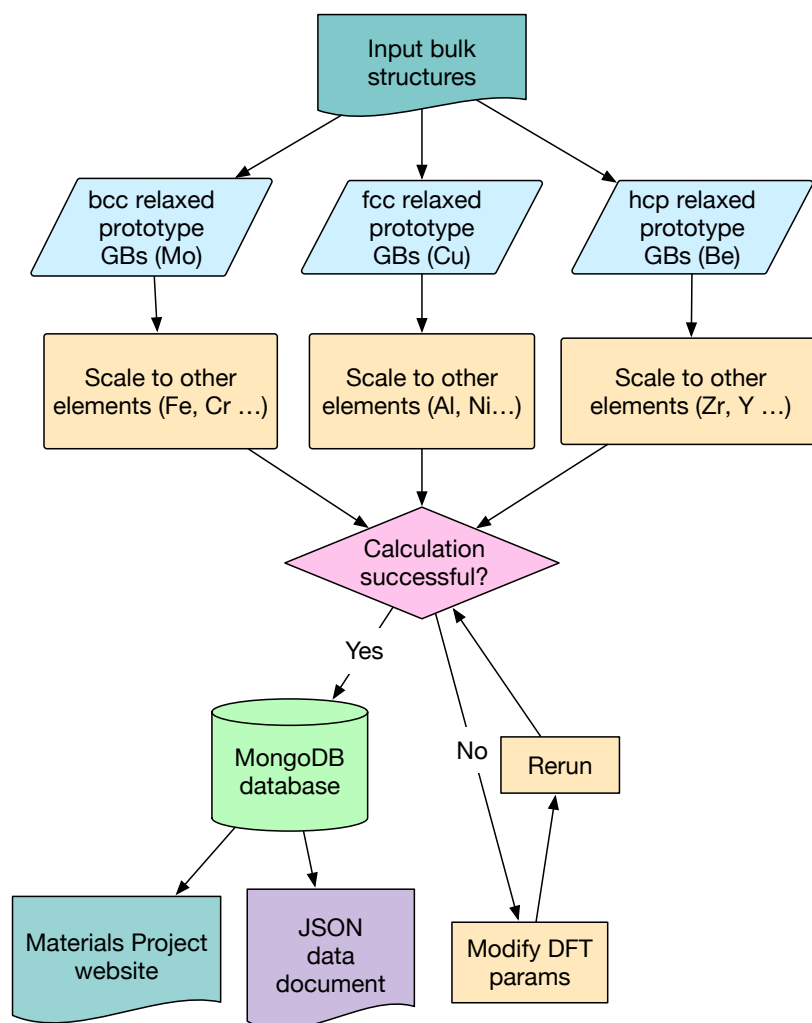 Input bulk
structures
bcc relaxed
prototype
GBs (Mo)
fcc relaxed
prototype
GBs (Cu)
hcp relaxed
prototype
GBs (Be)
Scale to other
elements (Fe, Cr ...)
Scale to other
elements (Al, Ni...)
Scale to other
elements (Zr, Y ...)
Calculation
successful?
Yes
No
MongoDB
database
Rerun
Materials Project
website
JSON
data
document
Modify DFT
params